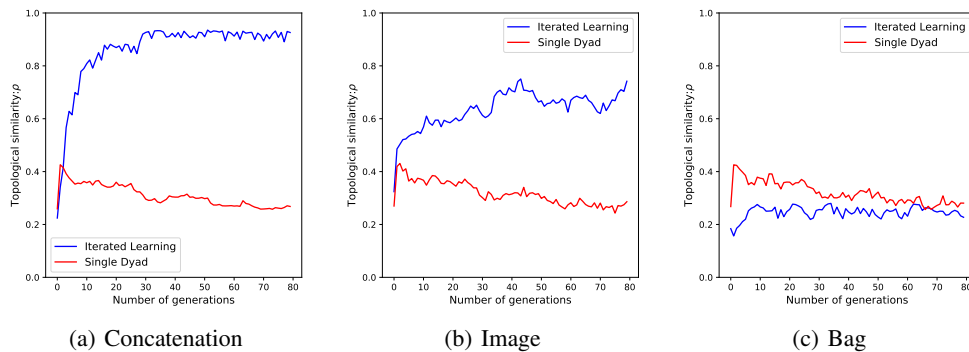 1.0
0.8
0.6
0.4
0.2
0.0
Topological similarity:ρ
Iterated Learning
Single Dyad
0 10 20 30 40 50 60 70 80
Number of generations
(a) Concatenation
1.0
0.8
0.6
0.4
0.2
0.0
Topological similarity:ρ
Iterated Learning
Single Dyad
0 10 20 30 40 50 60 70 80
Number of generations
(b) Image
1.0
0.8
0.6
0.4
0.2
0.0
Topological similarity:ρ
Iterated Learning
Single Dyad
0 10 20 30 40 50 60 70 80
Number of generations
(c) Bag